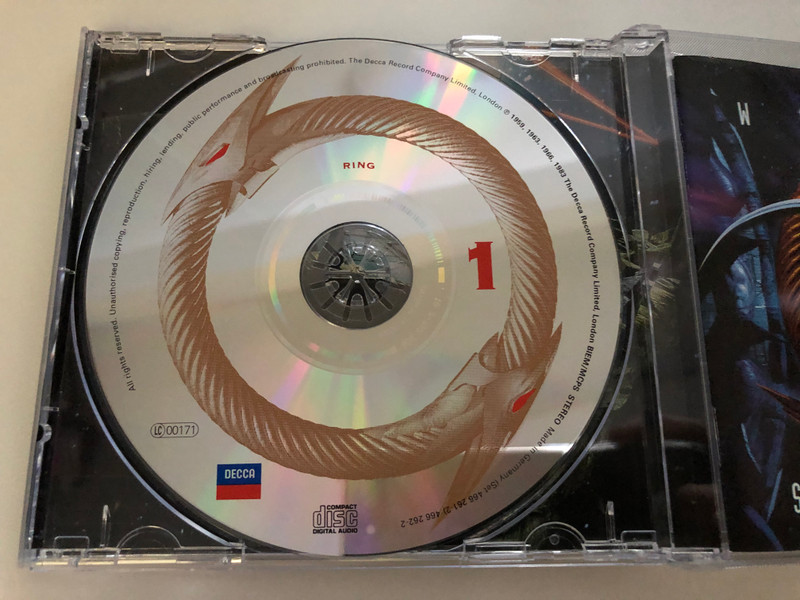 All rights reserved. Unauthorised copying, reproduction, hiring, lending, public performance and broadcasting prohibited. The Decca Record Company Limited, London ℗ 1959, 1963, 1966, 1983 The Decca Record Company Limited, London BIEM/MCPS STEREO Made in Germany (Set 466 261-2) 466 262-2
RING
1
LC 00171
DECCA
COMPACT
disc
DIGITAL AUDIO
W
S